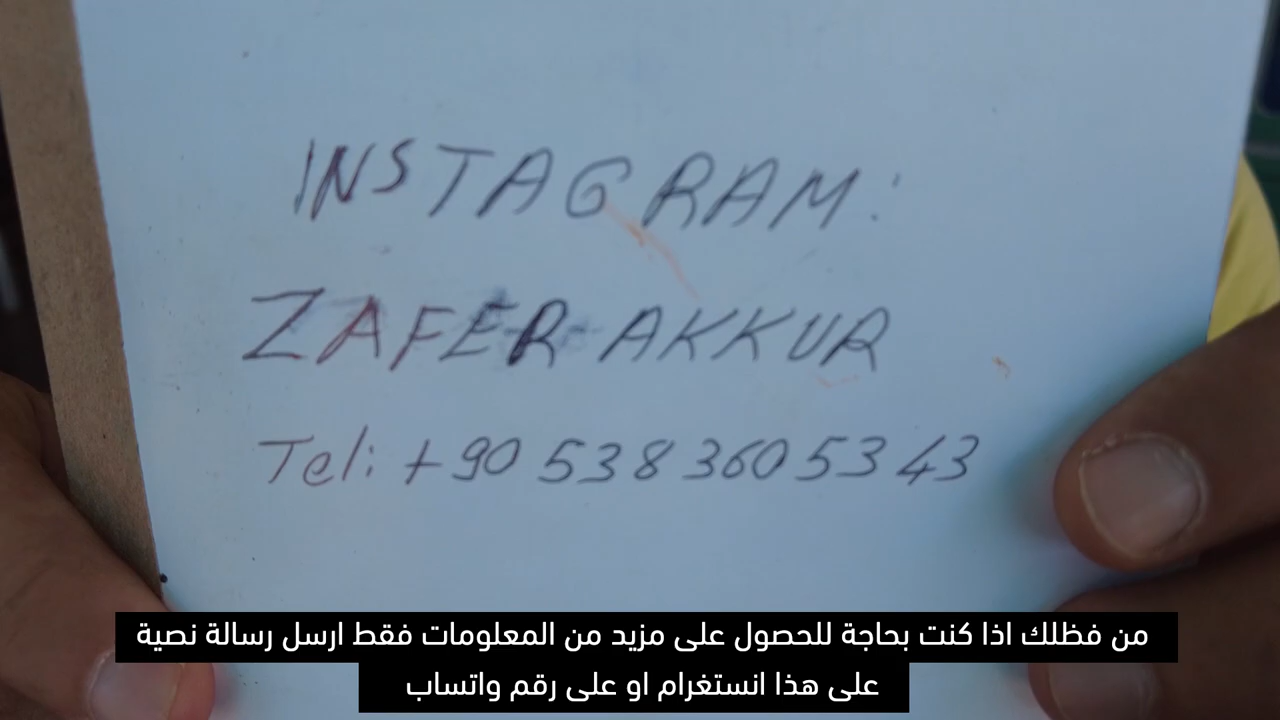 INSTAGRAM:
ZAFER AKKUR
Tel: +90 538 360 53 43
من فظلك اذا كنت بحاجة للحصول على مزيد من المعلومات فقط ارسل رسالة نصية
على هذا انستغرام او على رقم واتساب